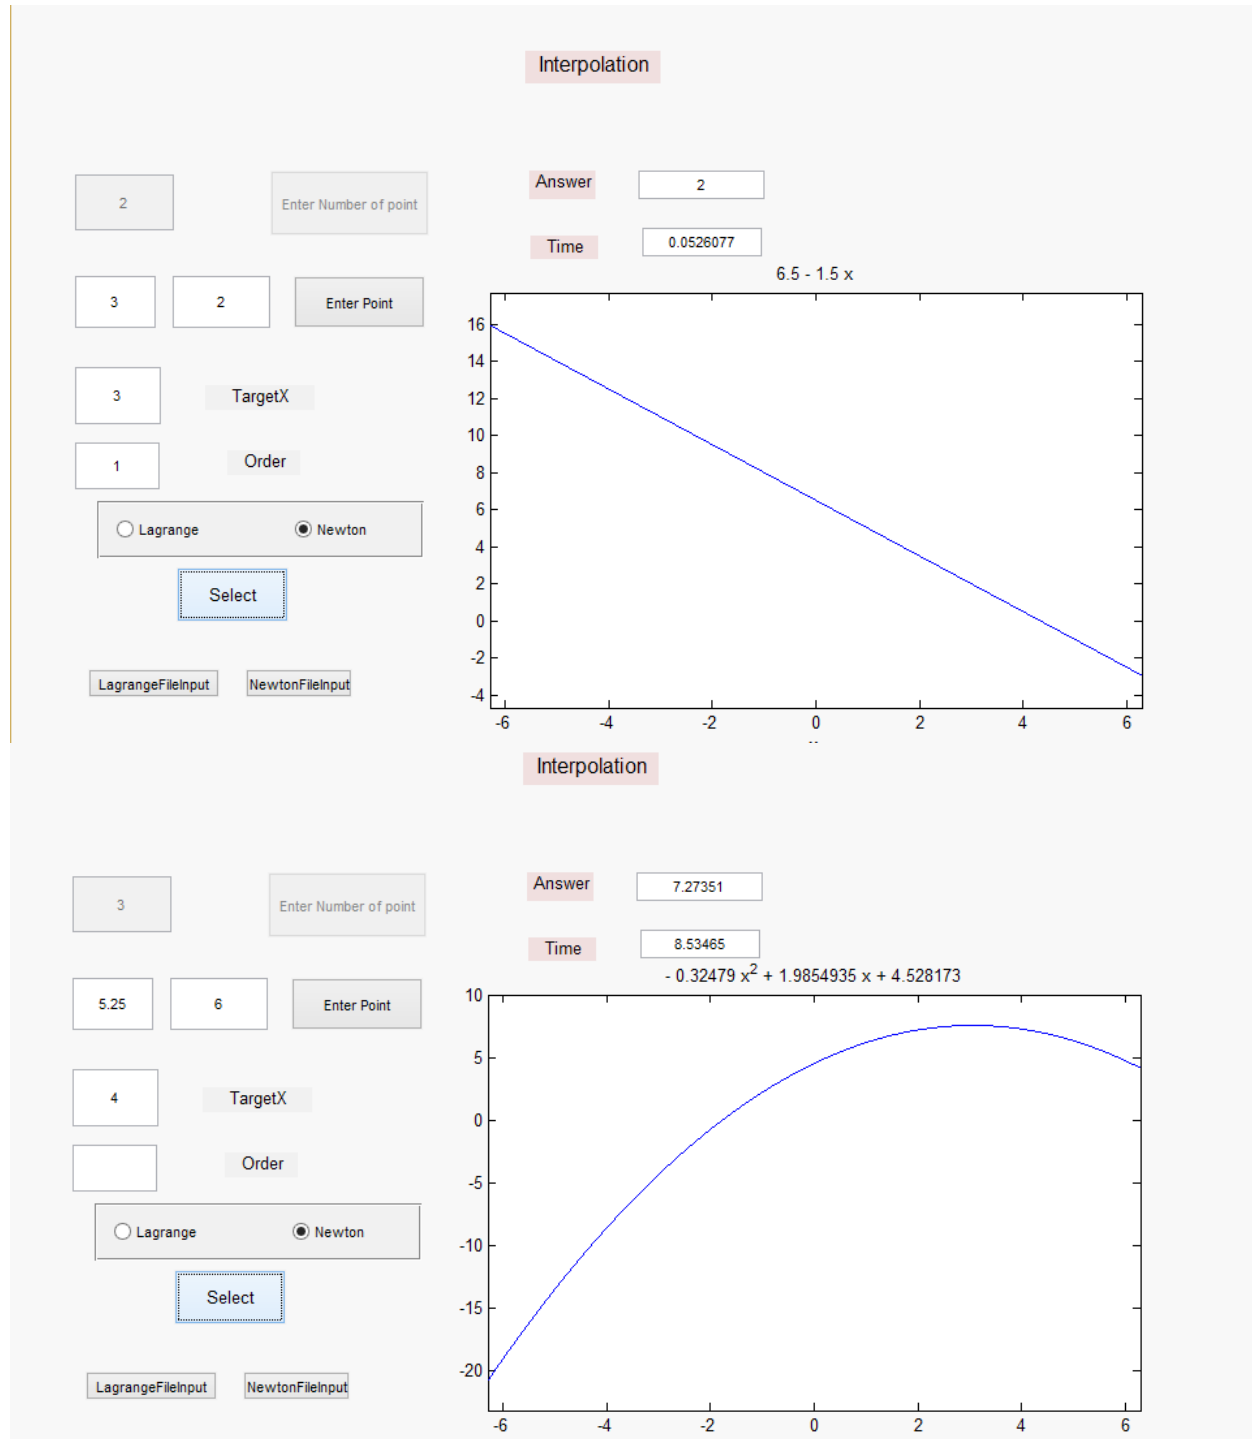 Interpolation
2
Enter Number of point
Answer
2
Time
0.0526077
3
2
Enter Point
6.5 - 1.5 x
3
TargetX
1
Order
Lagrange
Newton
Select
LagrangeFileInput
NewtonFileInput
16
14
12
10
8
6
4
2
0
-2
-4
-6
-4
-2
0
2
4
6
Interpolation
3
Enter Number of point
Answer
7.27351
Time
8.53465
5.25
6
Enter Point
- 0.32479 x² + 1.9854935 x + 4.528173
4
TargetX
Order
Lagrange
Newton
Select
LagrangeFileInput
NewtonFileInput
10
5
0
-5
-10
-15
-20
-6
-4
-2
0
2
4
6